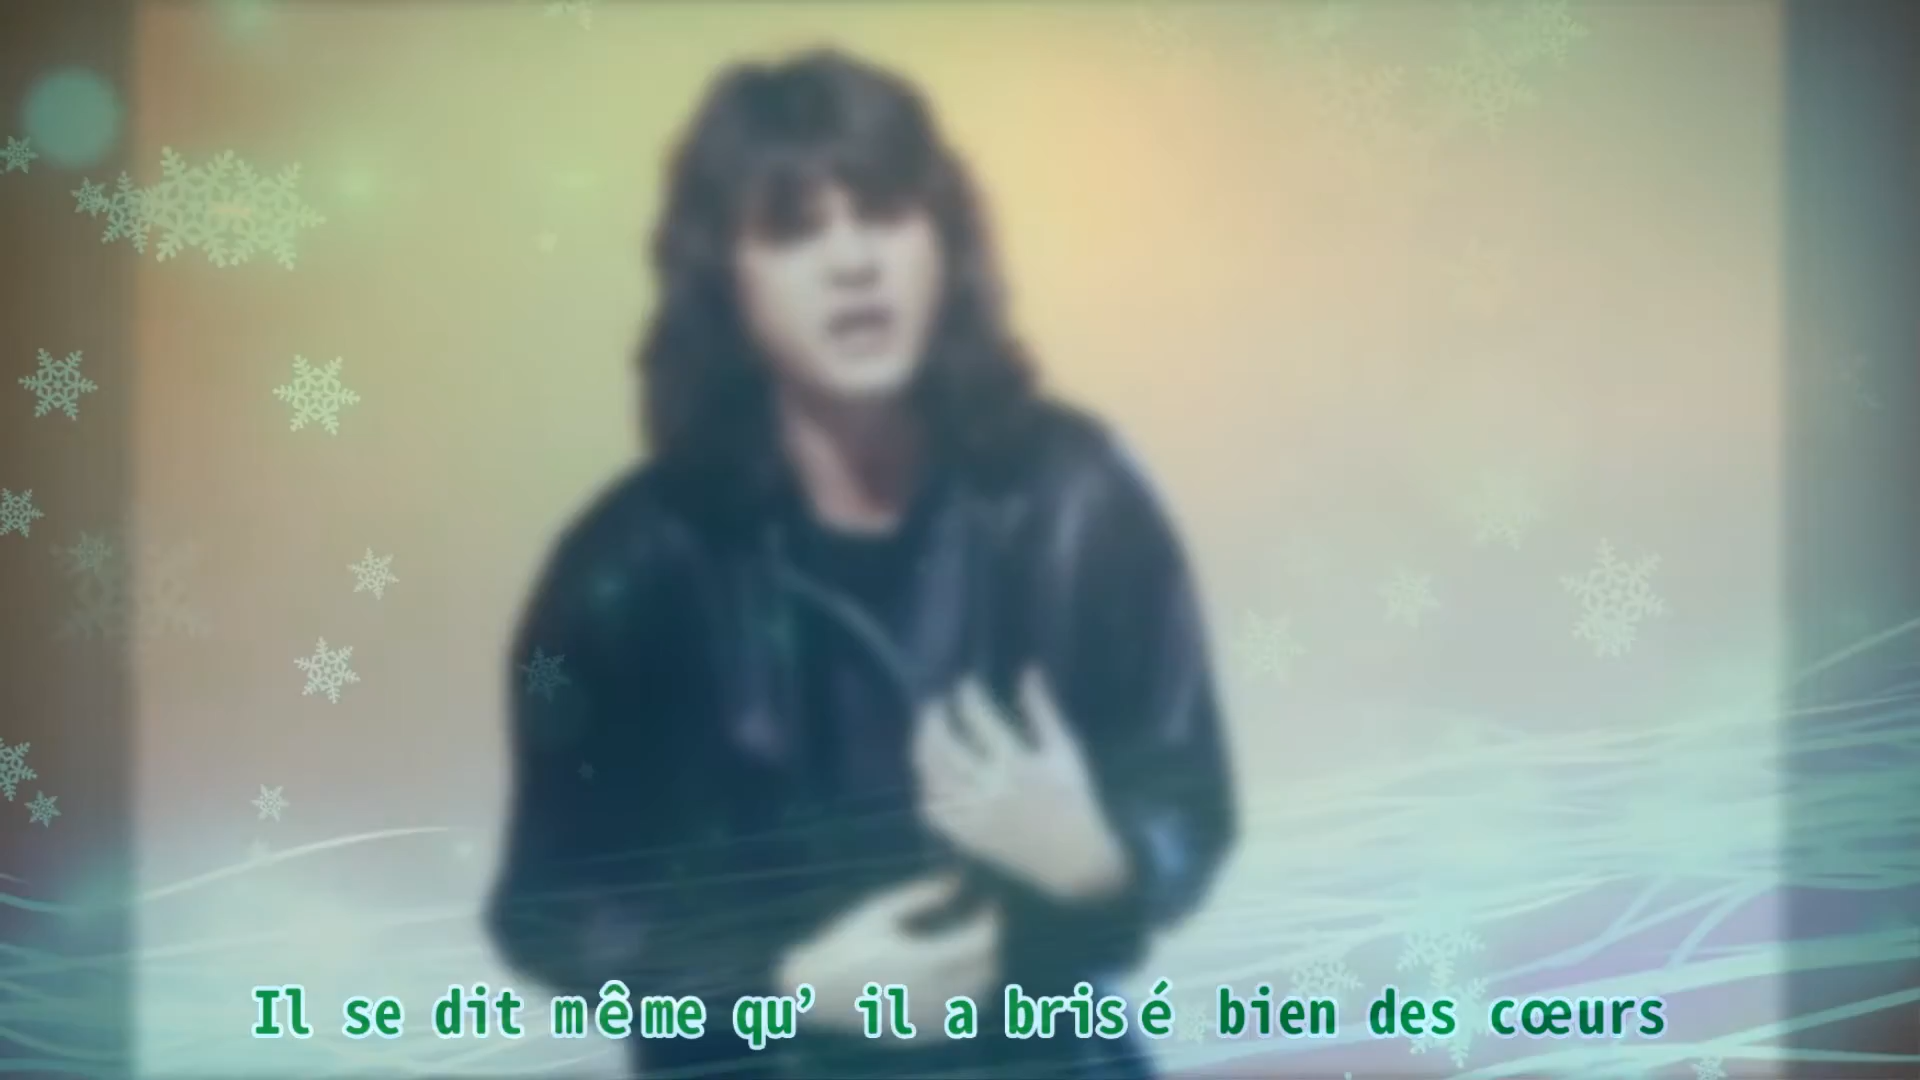 Il se dit même qu’ il a brisé bien des cœurs